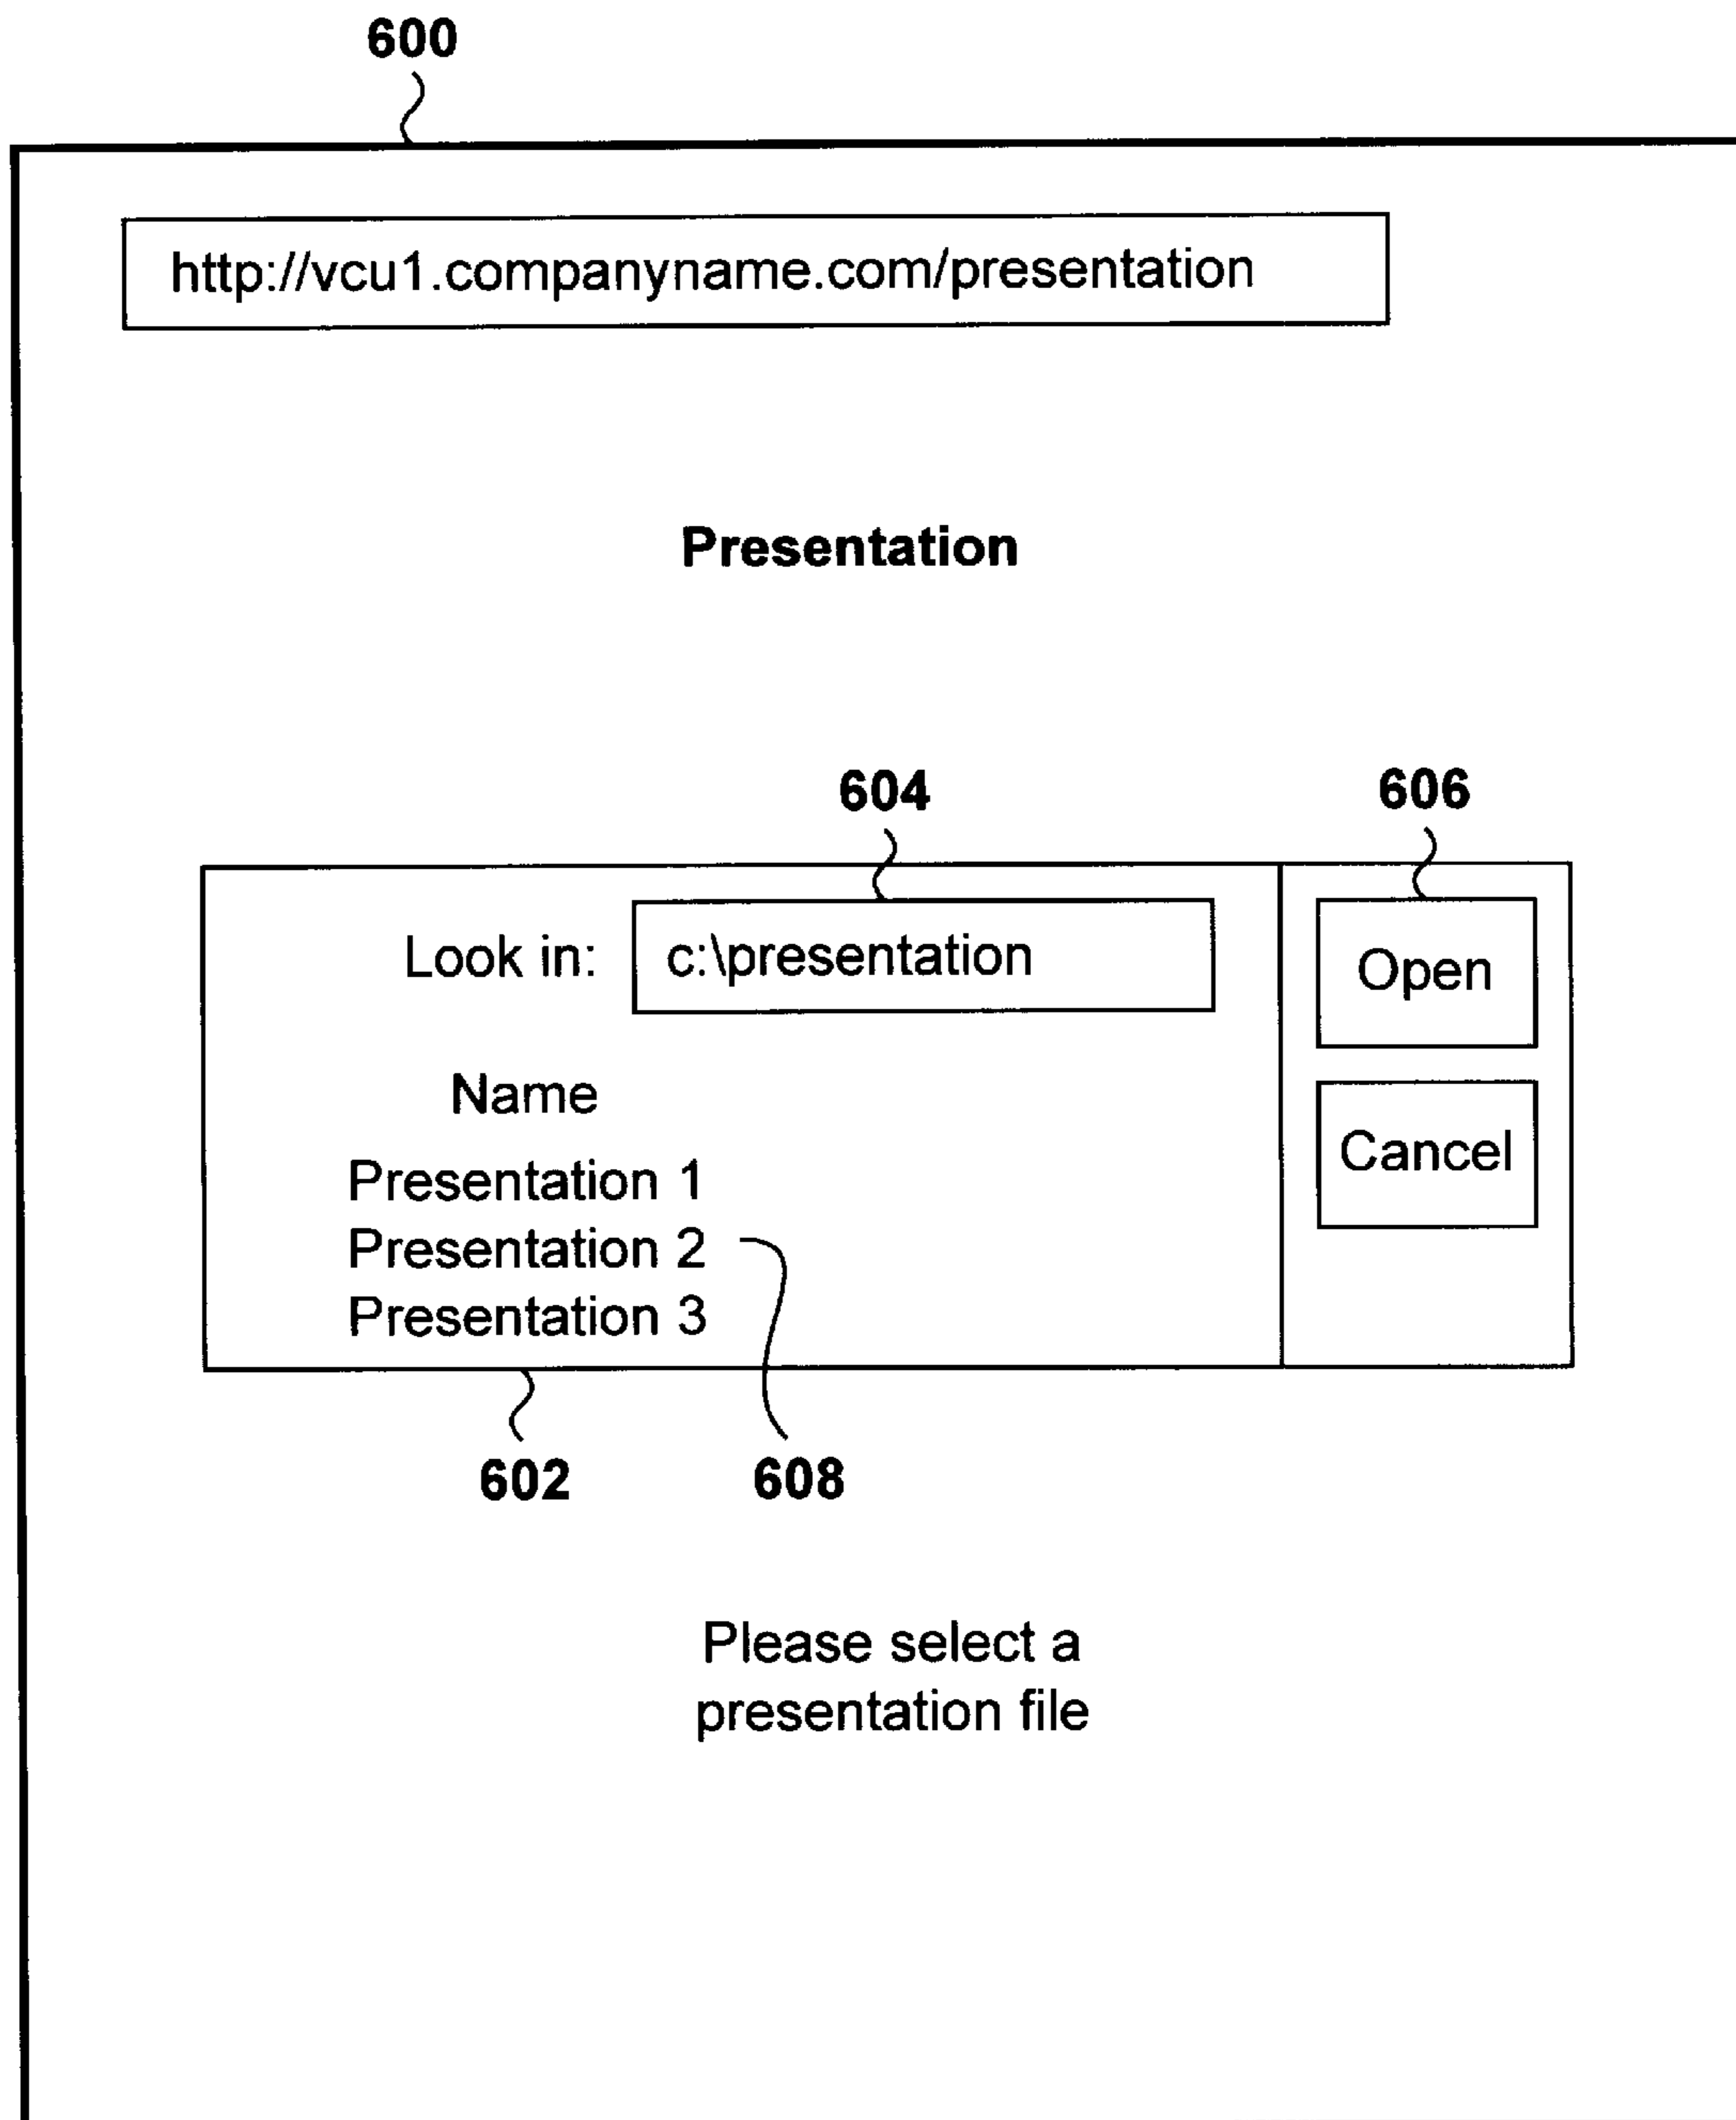 600
http://vcu1.companyname.com/presentation
Presentation
604
606
Look in:
c:\presentation
Open
Name
Cancel
Presentation 1
Presentation 2
Presentation 3
602
608
Please select a
presentation file